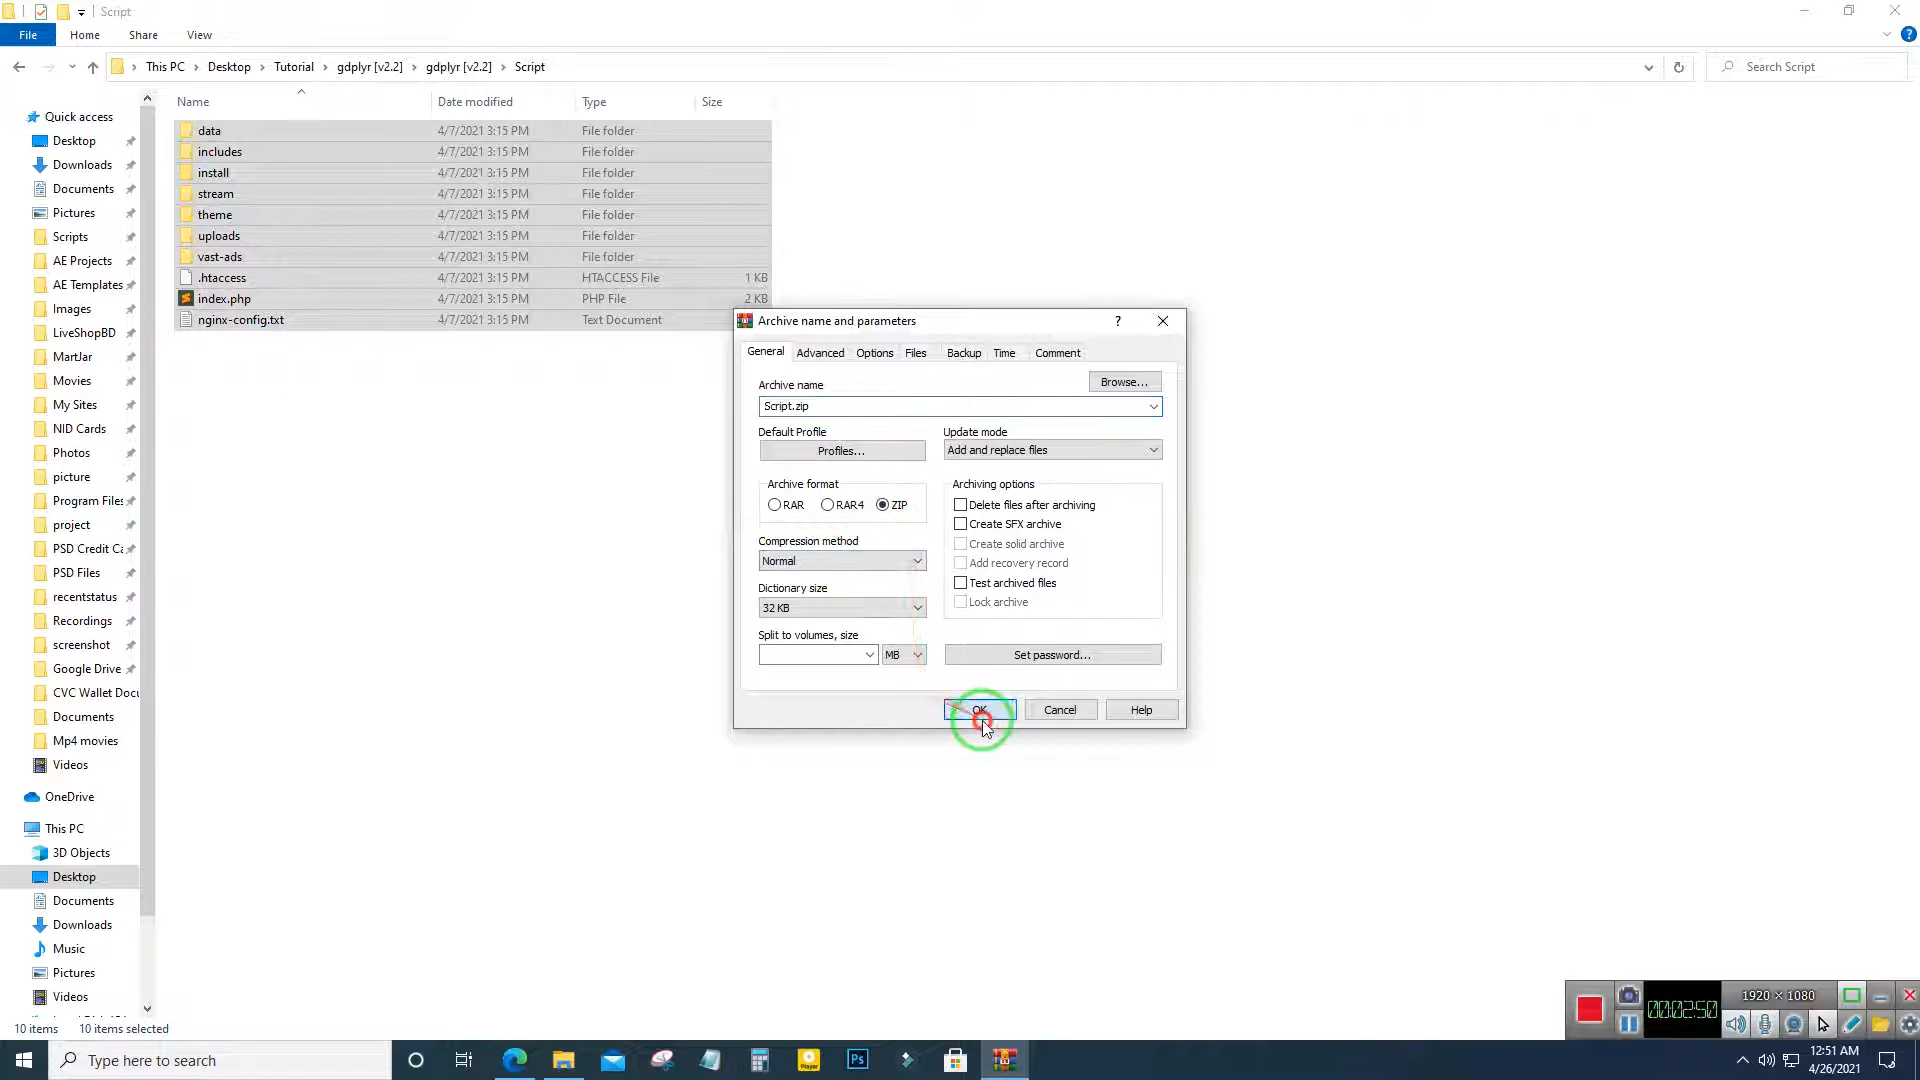 Script
File Home Share View
This PC Desktop Tutorial gdplyr [v2.2] gdplyr [v2.2] Script
Search Script
Name Date modified Type Size
data 4/7/2021 3:15 PM File folder
includes 4/7/2021 3:15 PM File folder
install 4/7/2021 3:15 PM File folder
stream 4/7/2021 3:15 PM File folder
theme 4/7/2021 3:15 PM File folder
uploads 4/7/2021 3:15 PM File folder
vast-ads 4/7/2021 3:15 PM File folder
.htaccess 4/7/2021 3:15 PM HTACCESS File 1 KB
index.php 4/7/2021 3:15 PM PHP File 2 KB
nginx-config.txt 4/7/2021 3:15 PM Text Document
Quick access
Desktop
Downloads
Documents
Pictures
Scripts
AE Projects
AE Templates
Images
LiveShopBD
MartJar
Movies
My Sites
NID Cards
Photos
picture
Program Files
project
PSD Credit Ca
PSD Files
recentstatus
Recordings
screenshot
Google Drive
CVC Wallet Docu
Documents
Mp4 movies
Videos
OneDrive
This PC
3D Objects
Desktop
Documents
Downloads
Music
Pictures
Videos
10 items 10 items selected
Archive name and parameters ?
General Advanced Options Files Backup Time Comment
Archive name Browse...
Script.zip
Default Profile Update mode
Profiles... Add and replace files
Archive format Archiving options
RAR RAR4 ZIP Delete files after archiving
Create SFX archive
Compression method Create solid archive
Normal Add recovery record
Dictionary size Test archived files
32 KB Lock archive
Split to volumes, size
MB Set password...
OK Cancel Help
1920 × 1080
00:02:50
Type here to search
Ps
Player
12:51 AM
4/26/2021